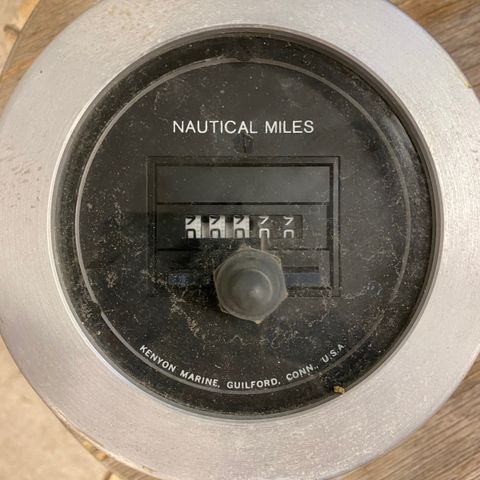 NAUTICAL MILES
KENYON MARINE, GUILFORD, CONN., U.S.A.